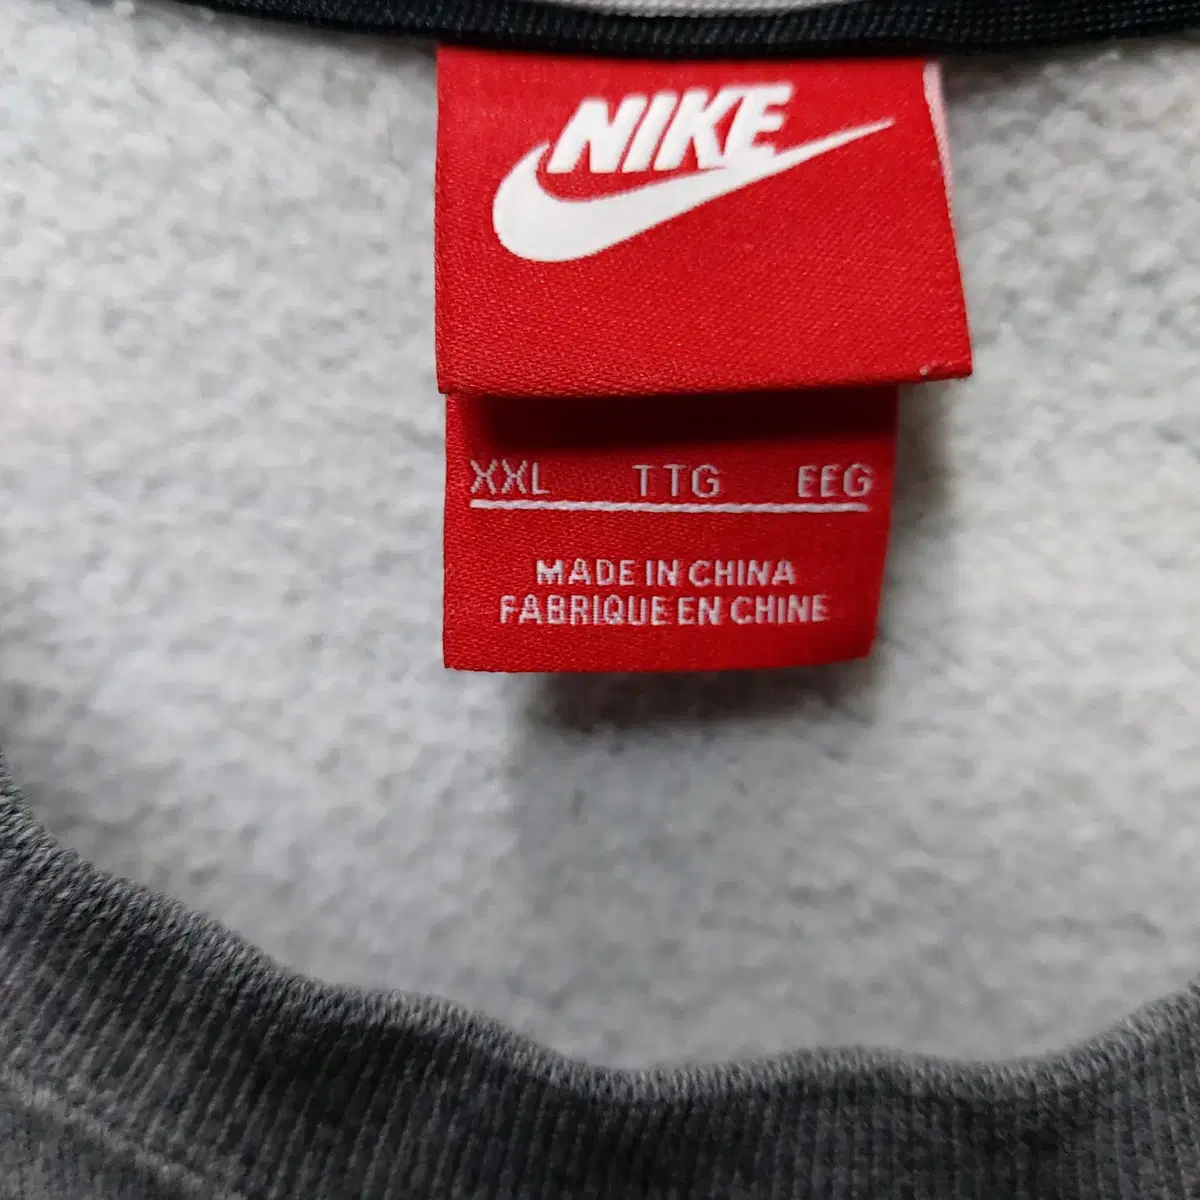 NIKE
XXL TTG EEG
MADE IN CHINA
FABRIQUE EN CHINE